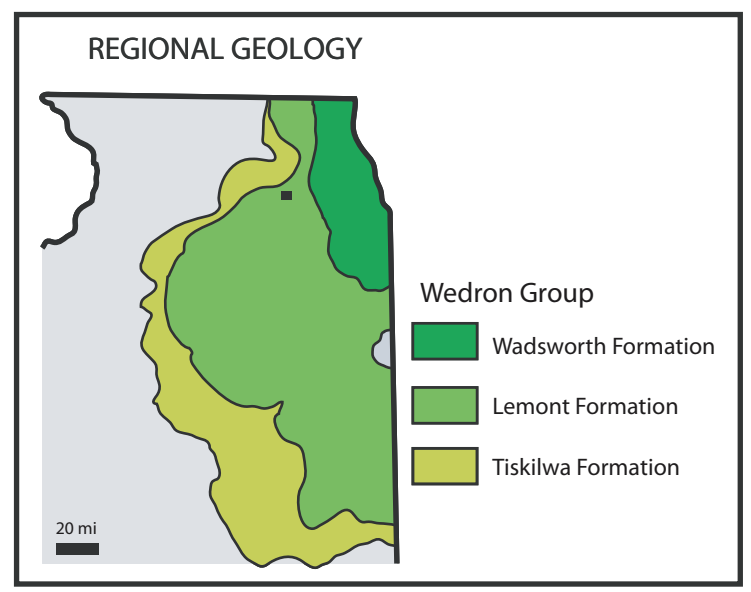 REGIONAL GEOLOGY
Wedron Group
Wadsworth Formation
Lemont Formation
Tiskilwa Formation
20 mi